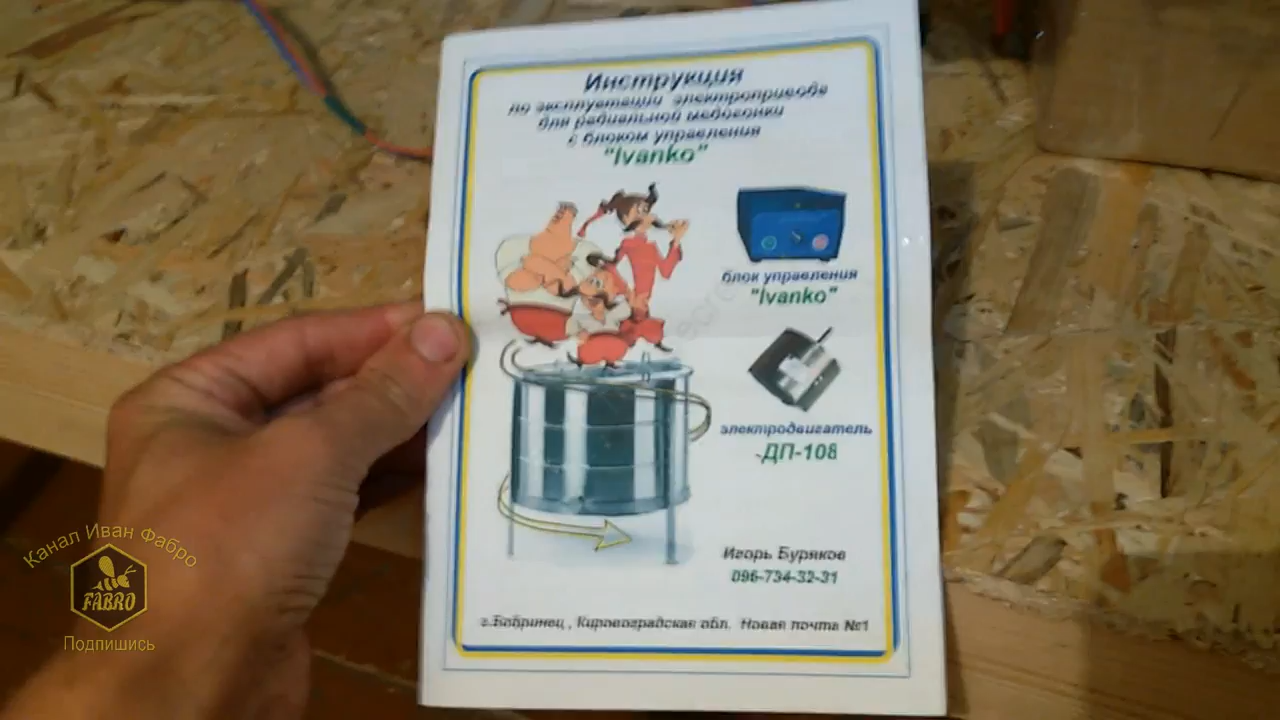 Инструкция
по эксплуатации электропривода
для радиальной медогонки
с блоком управления
"Ivanko"
блок управления
"Ivanko"
электродвигатель
-ДП-108
Игорь Буряков
096-734-32-31
г.Бобринец , Кировоградская обл. Новая почта №1
Канал Иван Фабро
FABRO
Подпишись